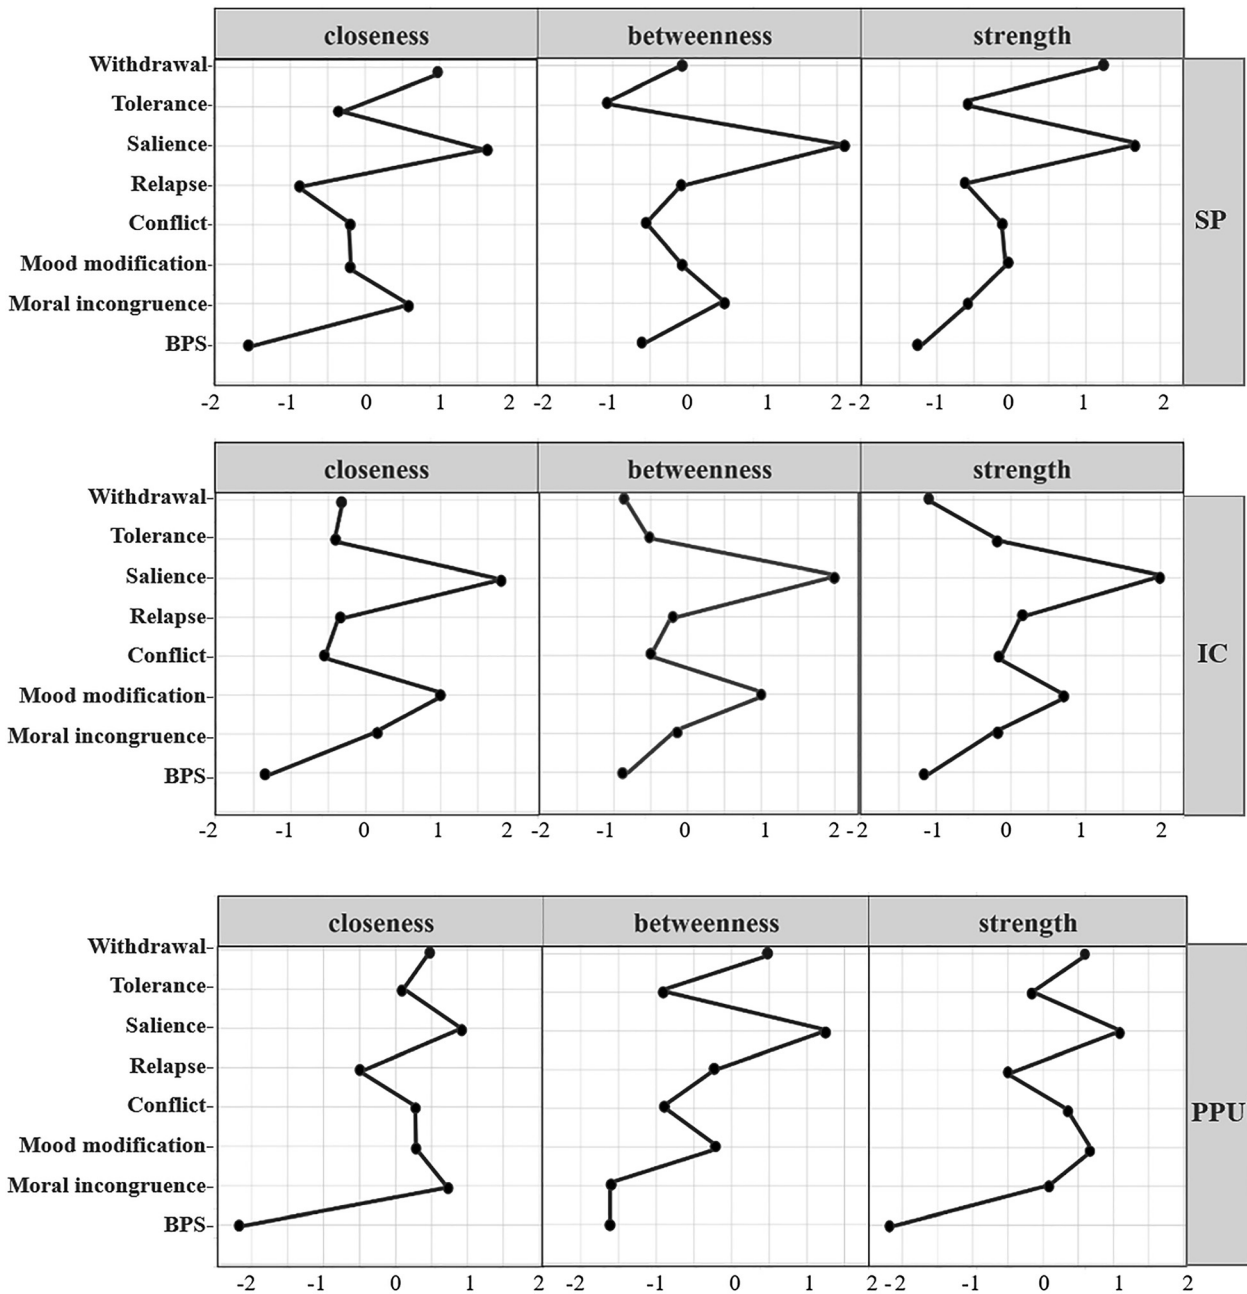 closeness betweenness strength
Withdrawal
Tolerance
Salience
Relapse
Conflict
Mood modification
Moral incongruence
BPS
SP
-2 -1 0 1 2 -2 -1 0 1 2 -2 -1 0 1 2
closeness betweenness strength
Withdrawal
Tolerance
Salience
Relapse
Conflict
Mood modification
Moral incongruence
BPS
IC
-2 -1 0 1 2 -2 -1 0 1 2 -2 -1 0 1 2
closeness betweenness strength
Withdrawal
Tolerance
Salience
Relapse
Conflict
Mood modification
Moral incongruence
BPS
PPU
-2 -1 0 1 2 -2 -1 0 1 2 -2 -1 0 1 2